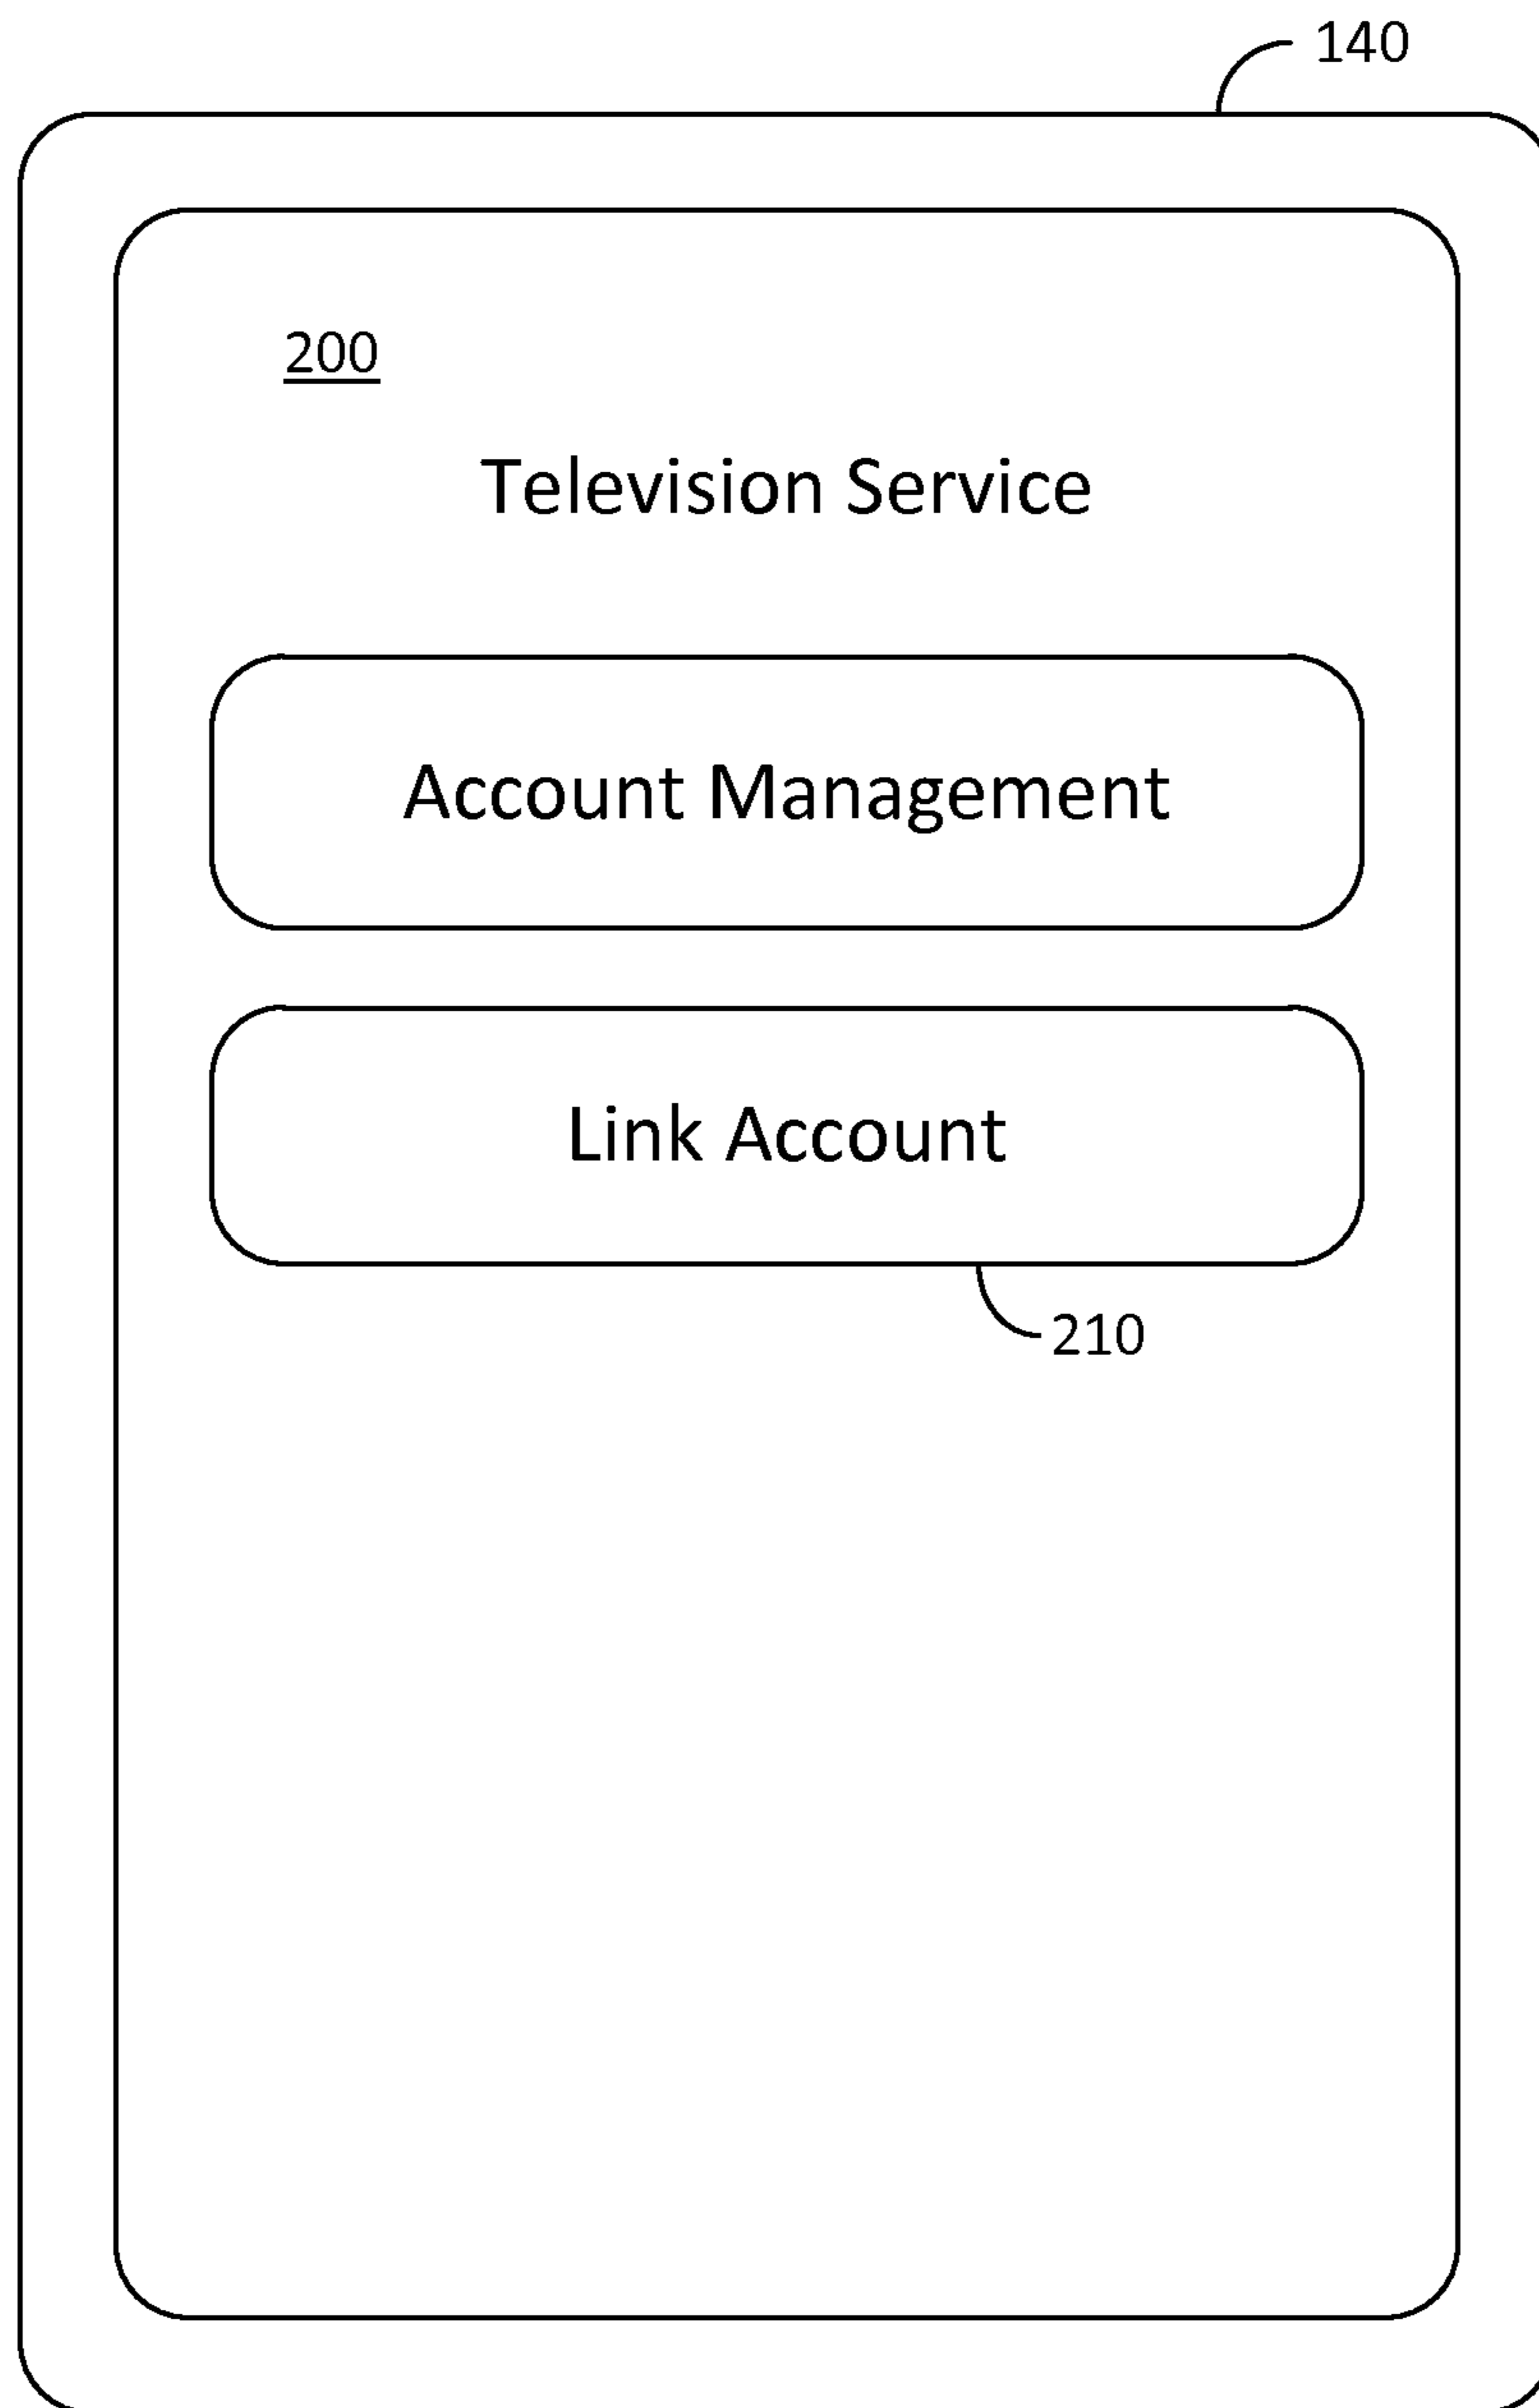 140
200
Television Service
Account Management
Link Account
210